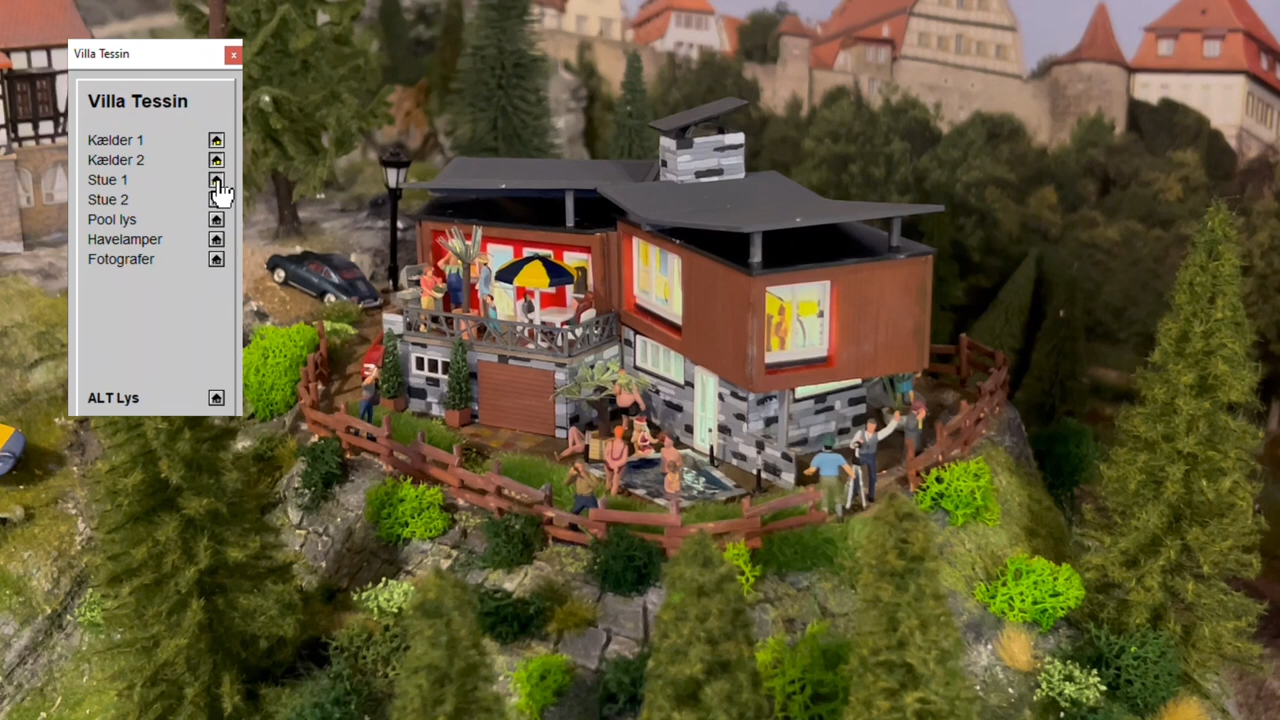 Villa Tessin
x
Villa Tessin
Kælder 1
Kælder 2
Stue 1
Stue 2
Pool lys
Havelamper
Fotografer
ALT Lys